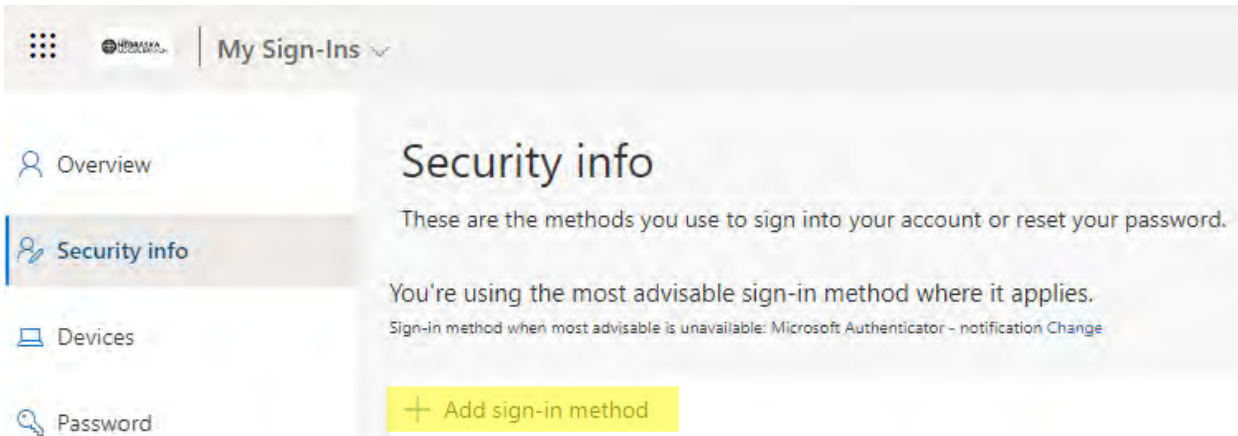 NEBRASKA
My Sign-Ins
Overview
Security info
Devices
Password
Security info
These are the methods you use to sign into your account or reset your password.
You're using the most advisable sign-in method where it applies.
Sign-in method when most advisable is unavailable: Microsoft Authenticator - notification Change
+ Add sign-in method